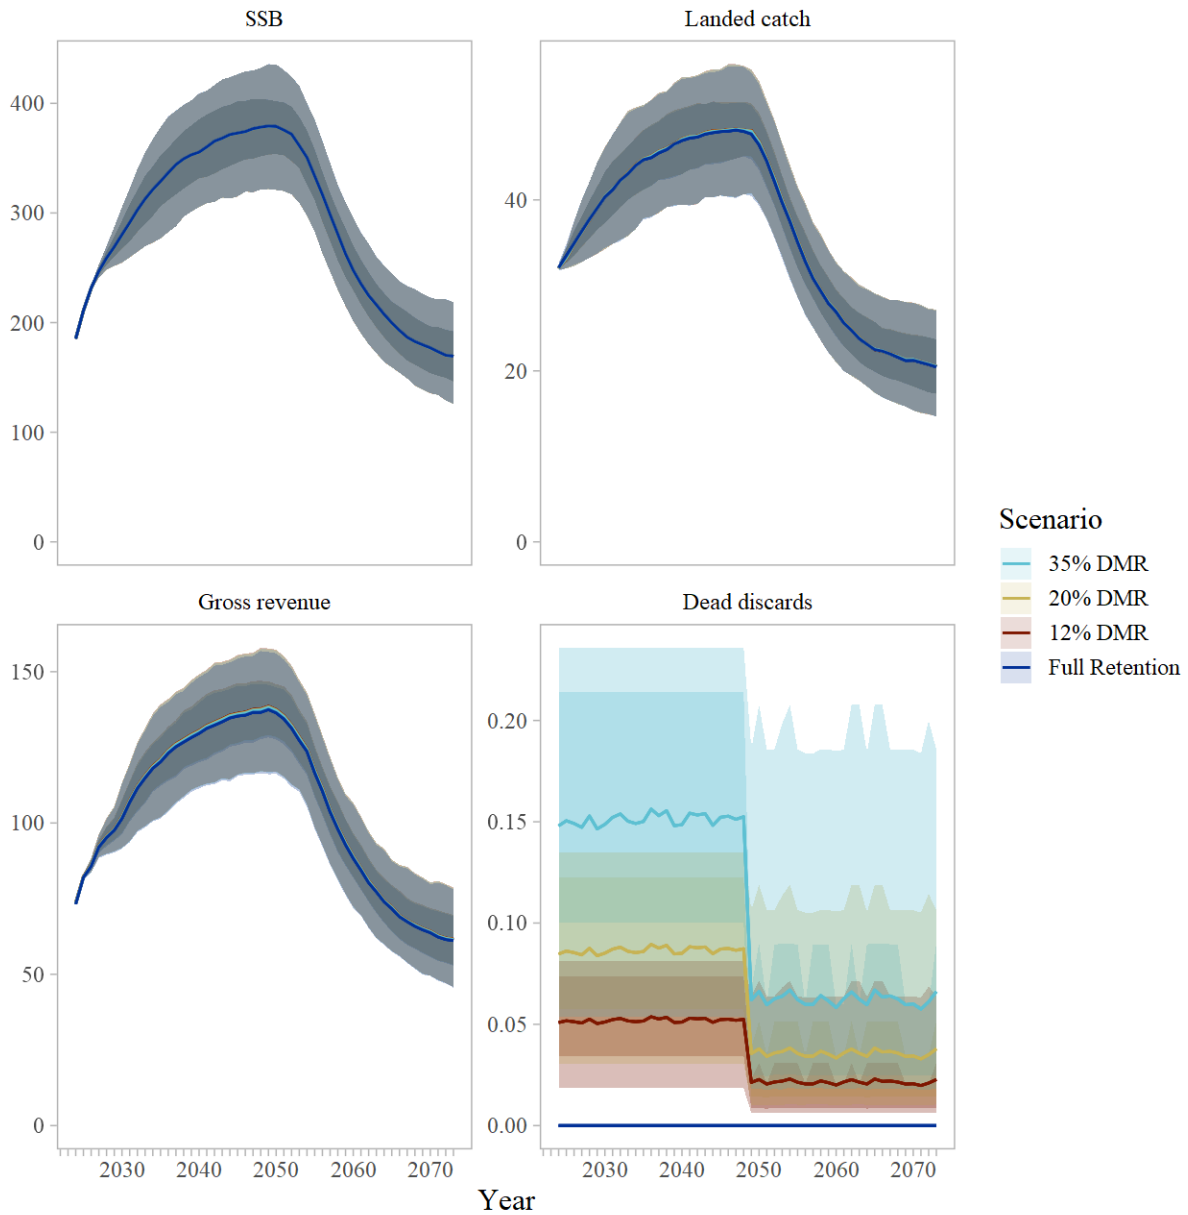 SSB
Landed catch
400
300
200
100
0
40
20
0
Gross revenue
Dead discards
150
100
50
0
0.20
0.15
0.10
0.05
0.00
2030 2040 2050 2060 2070
2030 2040 2050 2060 2070
Year
Scenario
35% DMR
20% DMR
12% DMR
Full Retention